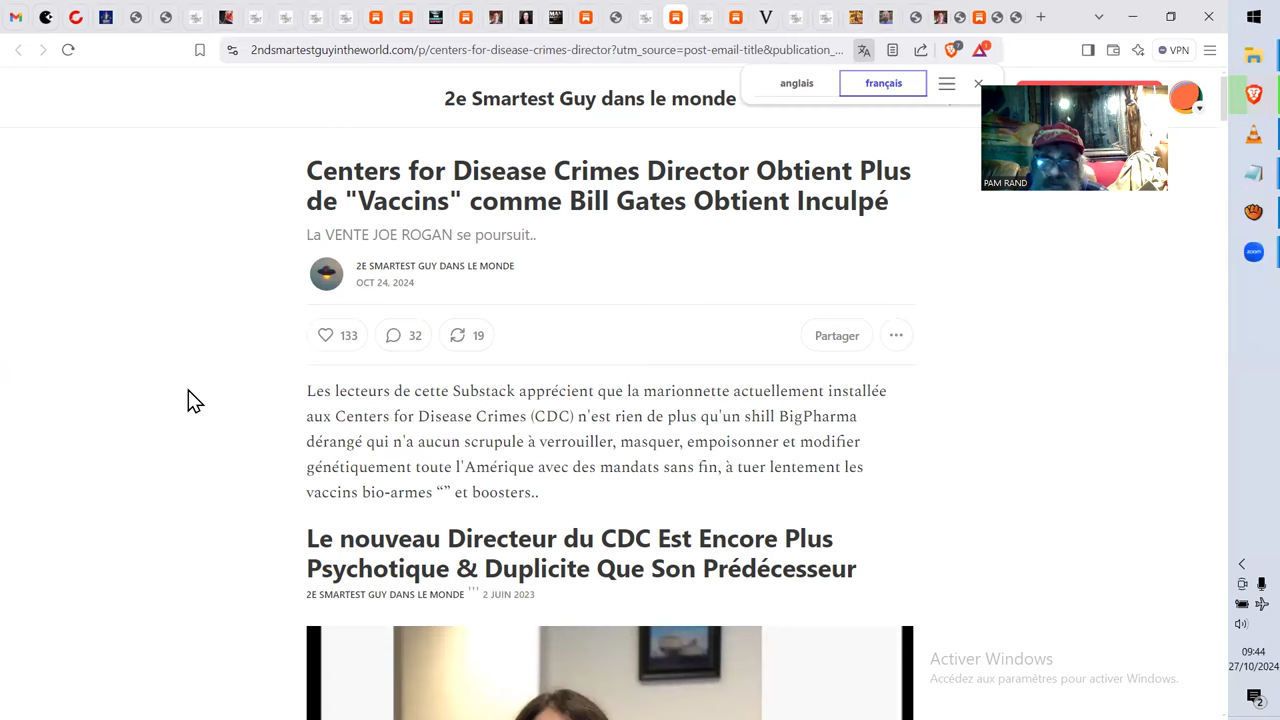 2ndsmartestguyintheworld.com/p/centers-for-disease-crimes-director?utm_source=post-email-title&publication_...
VPN
anglais
français
2e Smartest Guy dans le monde
PAM RAND
Centers for Disease Crimes Director Obtient Plus
de "Vaccins" comme Bill Gates Obtient Inculpé
La VENTE JOE ROGAN se poursuit..
2E SMARTEST GUY DANS LE MONDE
OCT 24, 2024
133
32
19
Partager
Les lecteurs de cette Substack apprécient que la marionnette actuellement installée
aux Centers for Disease Crimes (CDC) n'est rien de plus qu'un shill BigPharma
dérangé qui n'a aucun scrupule à verrouiller, masquer, empoisonner et modifier
génétiquement toute l'Amérique avec des mandats sans fin, à tuer lentement les
vaccins bio-armes “” et boosters..
Le nouveau Directeur du CDC Est Encore Plus
Psychotique & Duplicite Que Son Prédécesseur
2E SMARTEST GUY DANS LE MONDE ''' 2 JUIN 2023
Activer Windows
Accédez aux paramètres pour activer Windows.
zoom
09:44
27/10/2024
2